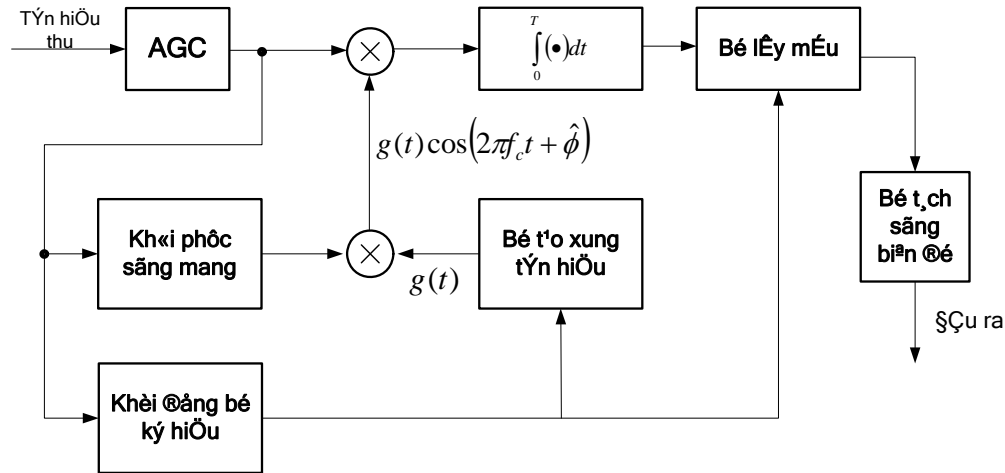 TÝn hiÖu
thu
AGC
∫₀ᵀ(•)dt
Bé lÊy mÉu
g(t)cos(2πf_c t + φ̂)
Bé t¸ch
sãng
biªn ®é
Kh«i phôc
sãng mang
g(t)
Bé t¹o xung
tÝn hiÖu
§Çu ra
Khèi ®ång bé
ký hiÖu